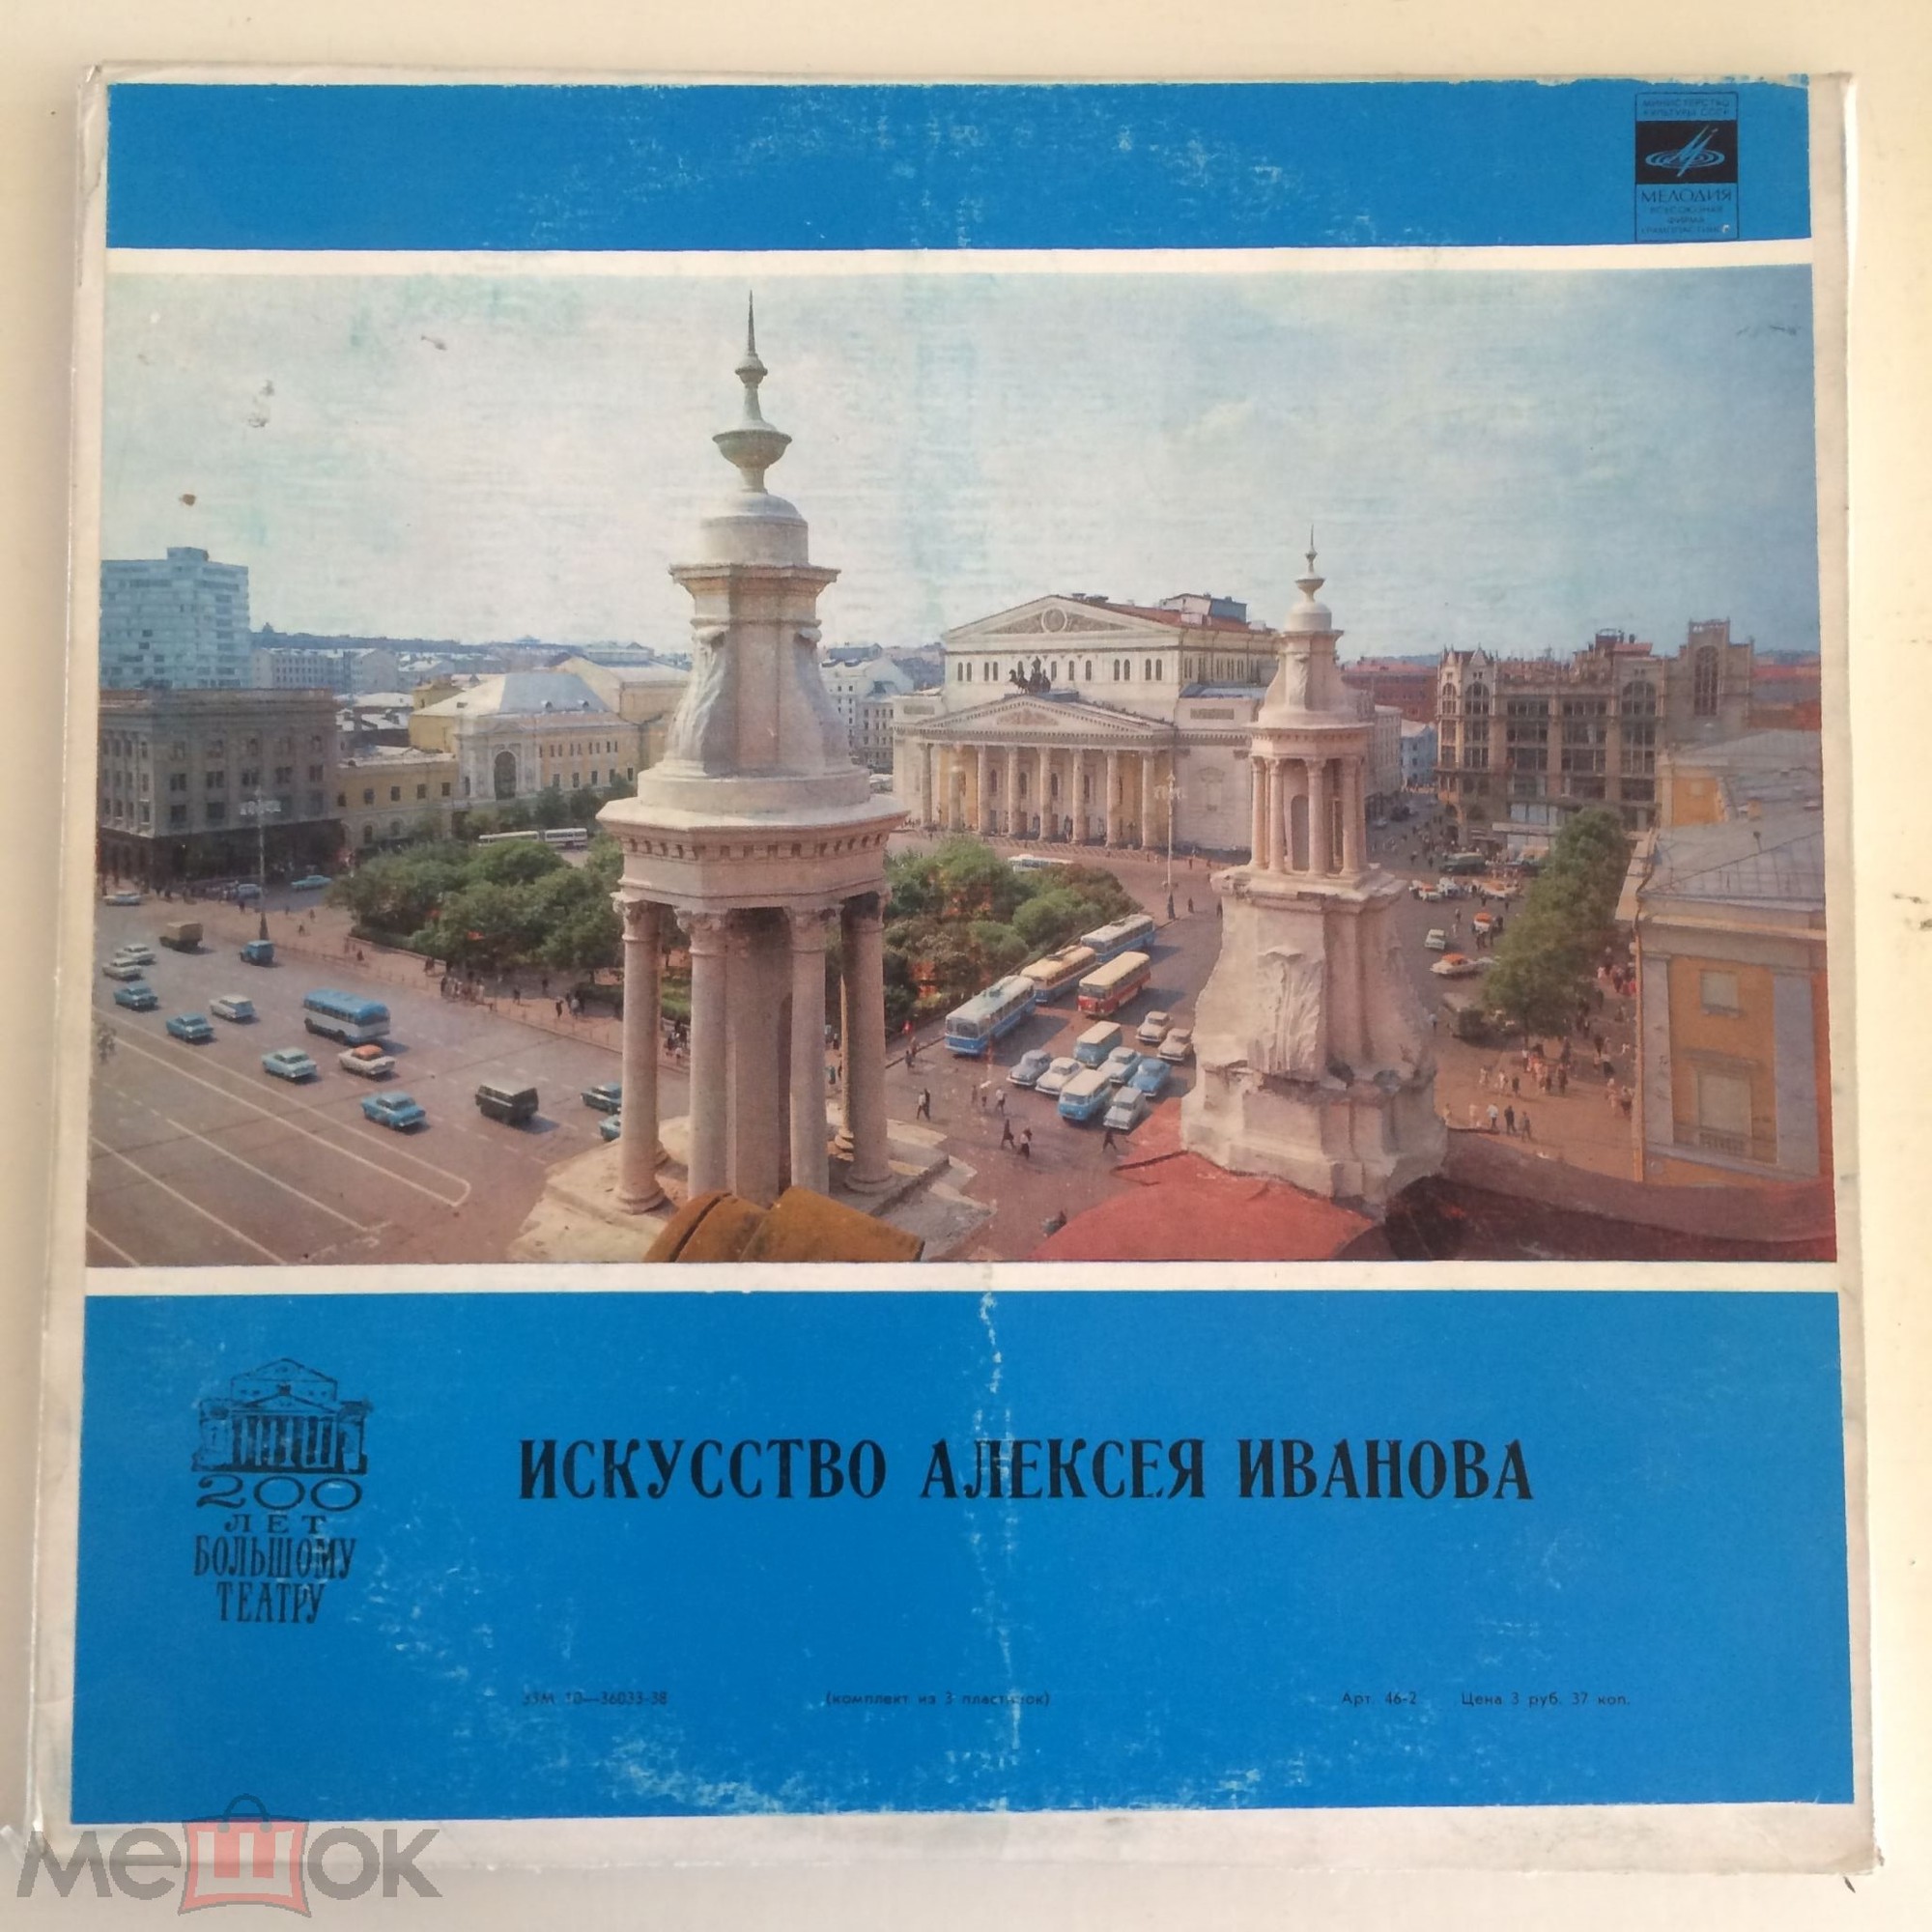 МИНИСТЕРСТВО
КУЛЬТУРЫ СССР
МЕЛОДИЯ
ВСЕСОЮЗНАЯ
ФИРМА
200
ЛЕТ
БОЛЬШОМУ
ТЕАТРУ
ИСКУССТВО АЛЕКСЕЯ ИВАНОВА
33М 10—36033-38 (комплект из 3 пластинок) Арт. 46-2 Цена 3 руб. 37 коп.
мешок